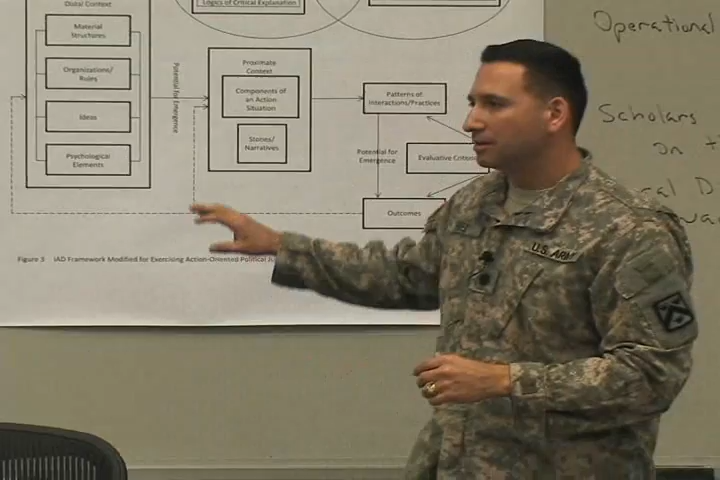 Logics of Critical Explanation
Distal Context
Material
Structures
Organizations/
Rules
Ideas
Psychological
Elements
Potential for Emergence
Proximate
Context
Components of
an Action
Situation
Stories/
Narratives
Patterns of
Interactions/Practices
Potential for
Emergence
Evaluative Criteria
Outcomes
Figure 3 IAD Framework Modified for Exercising Action-Oriented Political
Operational
Scholars
on
U.S. ARMY